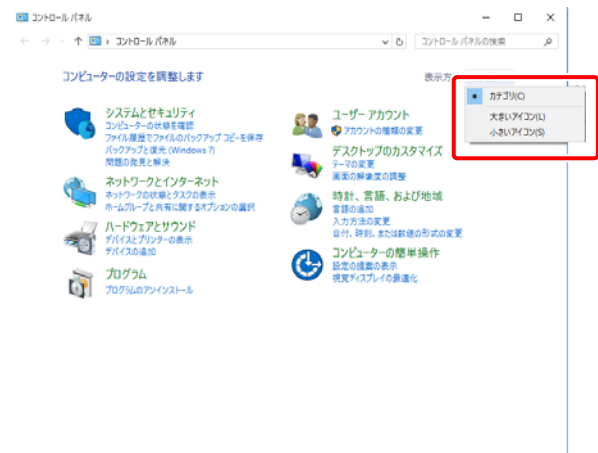 コントロール パネル
コントロール パネル
コントロール パネルの検索
コンピューターの設定を調整します
表示方
カテゴリ(C)
大きいアイコン(L)
小さいアイコン(S)
システムとセキュリティ
コンピューターの状態を確認
ファイル履歴でファイルのバックアップ コピーを保存
バックアップと復元 (Windows 7)
問題の発見と解決
ネットワークとインターネット
ネットワークの状態とタスクの表示
ホームグループと共有に関するオプションの選択
ハードウェアとサウンド
デバイスとプリンターの表示
デバイスの追加
プログラム
プログラムのアンインストール
ユーザー アカウント
アカウントの種類の変更
デスクトップのカスタマイズ
テーマの変更
画面の解像度の調整
時計、言語、および地域
言語の追加
入力方法の変更
日付、時刻、または数値の形式の変更
コンピューターの簡単操作
設定の提案の表示
視覚ディスプレイの最適化